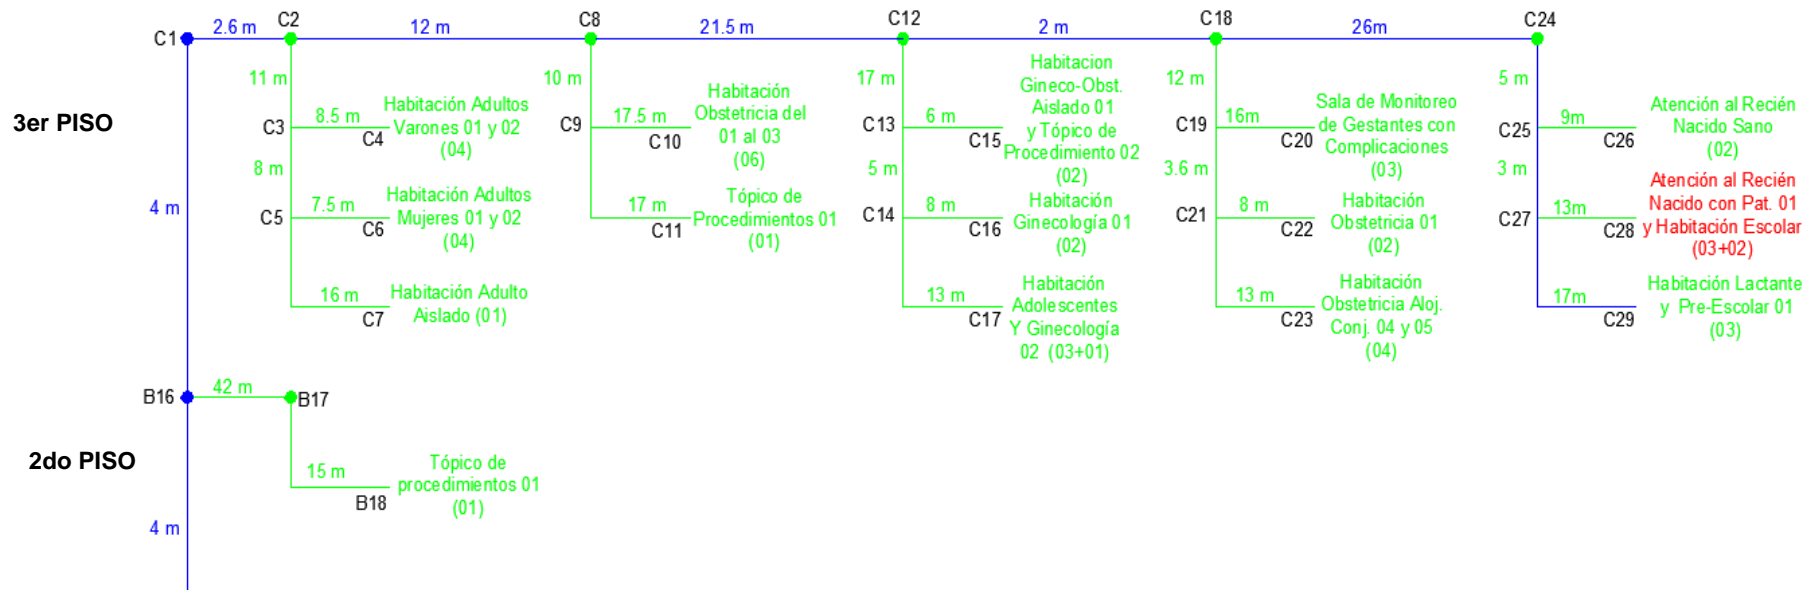 C1
2.6 m
C2
12 m
C8
21.5 m
C12
2 m
C18
26m
C24
3er PISO
4 m
11 m
C3
8.5 m
C4
Habitación Adultos
Varones 01 y 02
(04)
8 m
C5
7.5 m
C6
Habitación Adultos
Mujeres 01 y 02
(04)
16 m
C7
Habitación Adulto
Aislado (01)
10 m
C9
17.5 m
C10
Habitación
Obstetricia del
01 al 03
(06)
17 m
C11
Tópico de
Procedimientos 01
(01)
17 m
C13
6 m
C15
Habitacion
Gineco-Obst.
Aislado 01
y Tópico de
Procedimiento 02
(02)
5 m
C14
8 m
C16
Habitación
Ginecología 01
(02)
13 m
C17
Habitación
Adolescentes
Y Ginecología
02 (03+01)
12 m
C19
16m
C20
Sala de Monitoreo
de Gestantes con
Complicaciones
(03)
3.6 m
C21
8 m
C22
Habitación
Obstetricia 01
(02)
13 m
C23
Habitación
Obstetricia Aloj.
Conj. 04 y 05
(04)
5 m
C25
9m
C26
Atención al Recién
Nacido Sano
(02)
3 m
C27
13m
C28
Atención al Recién
Nacido con Pat. 01
y Habitación Escolar
(03+02)
17m
C29
Habitación Lactante
y Pre-Escolar 01
(03)
B16
42 m
B17
2do PISO
15 m
B18
Tópico de
procedimientos 01
(01)
4 m